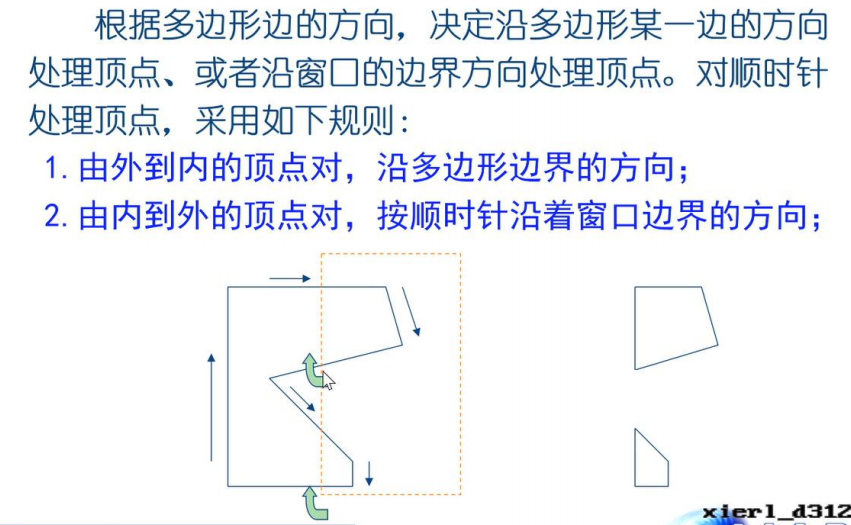 根据多边形边的方向，决定沿多边形某一边的方向
处理顶点、或者沿窗口的边界方向处理顶点。对顺时针
处理顶点，采用如下规则：
1.由外到内的顶点对，沿多边形边界的方向；
2.由内到外的顶点对，按顺时针沿着窗口边界的方向；
xierl_d312